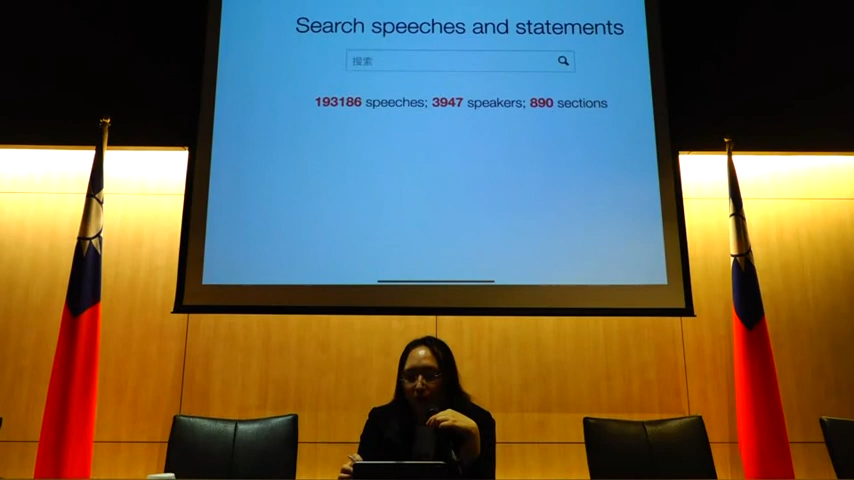 Search speeches and statements
搜索
193186 speeches; 3947 speakers; 890 sections